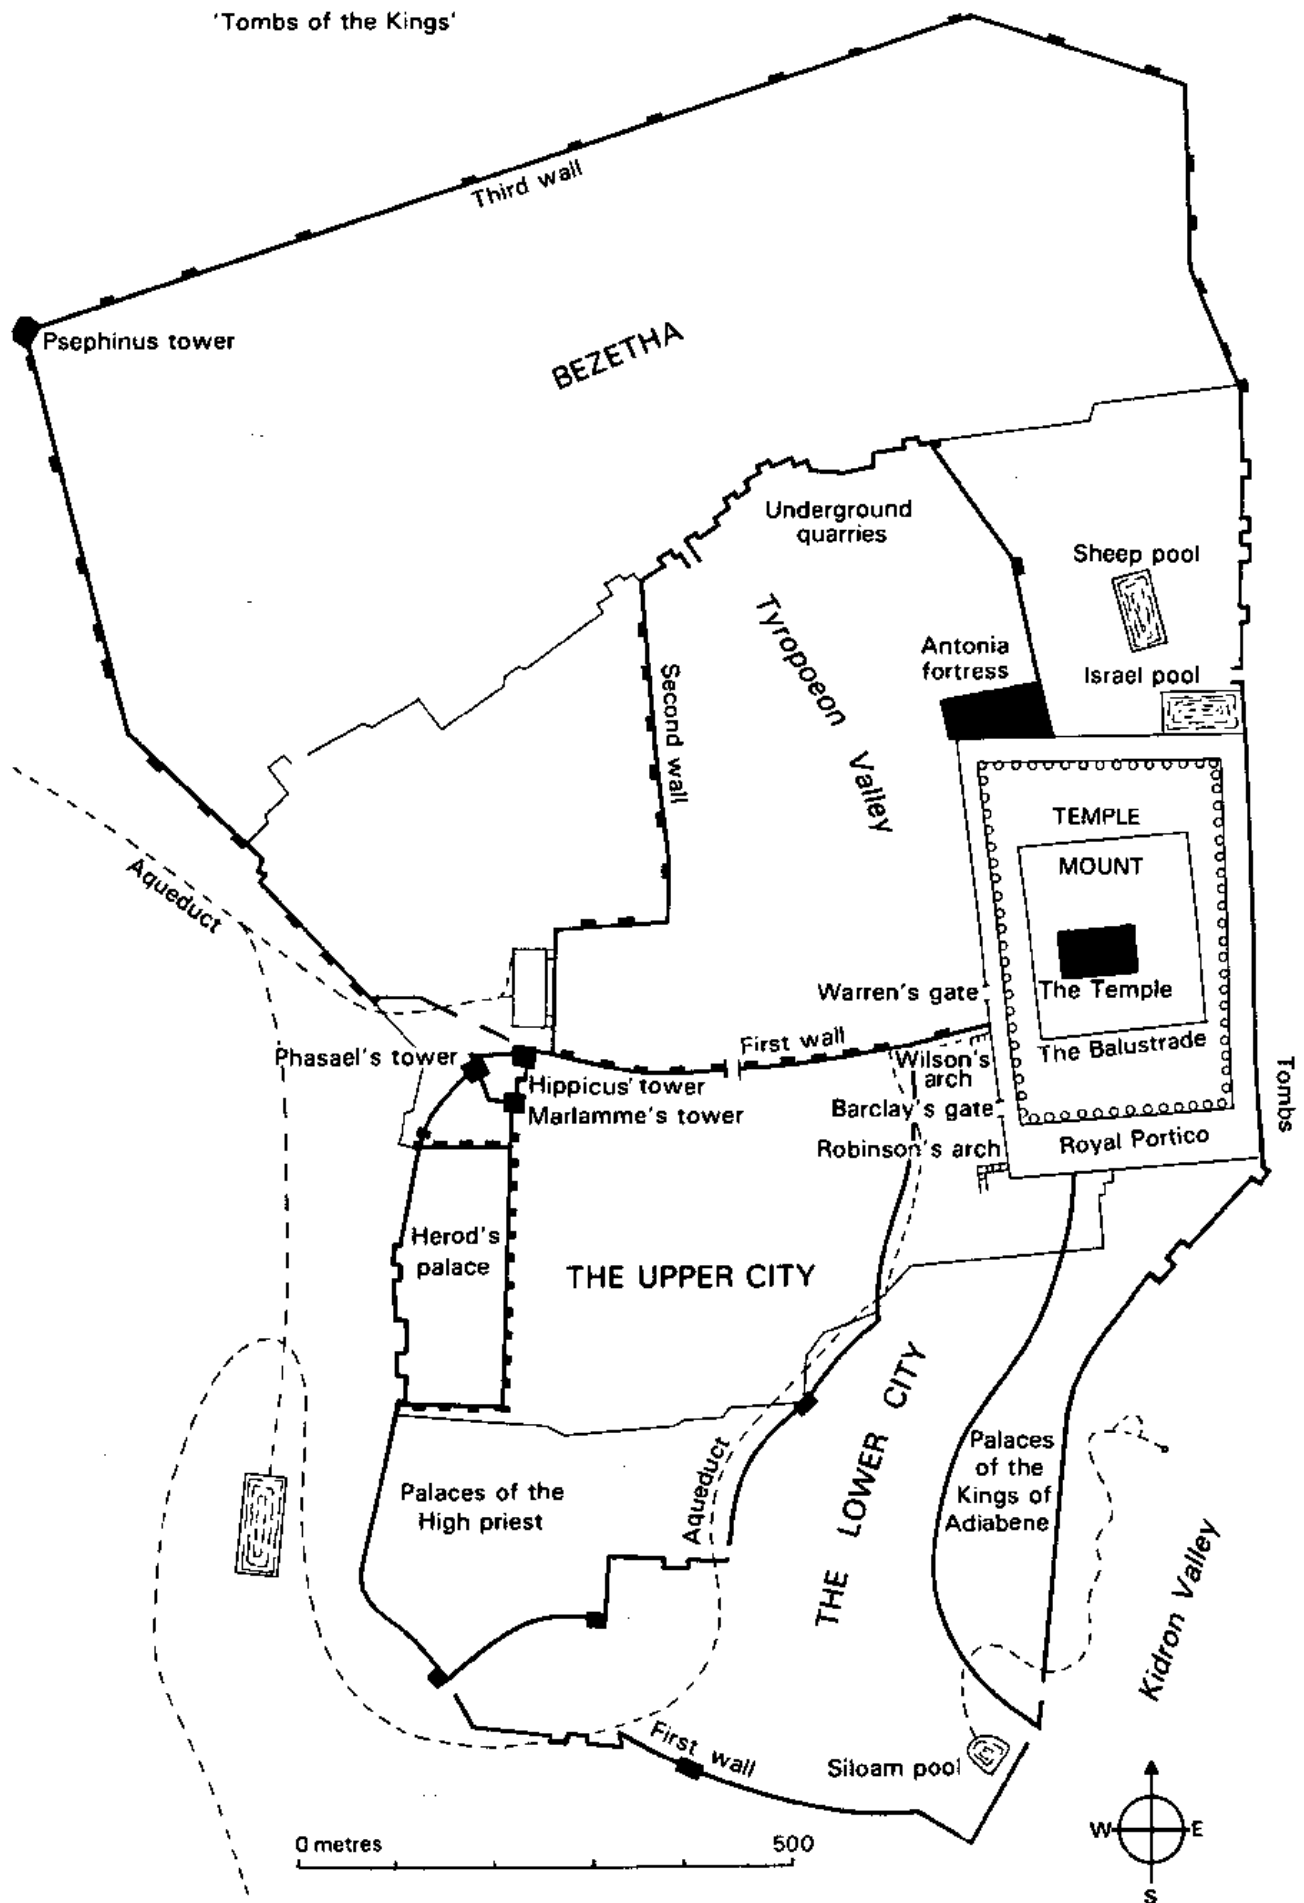 'Tombs of the Kings'
Third wall
Psephinus tower
BEZETHA
Underground
quarries
Sheep pool
Tyropoeon Valley
Antonia
fortress
Israel pool
Second wall
TEMPLE
MOUNT
Aqueduct
Warren's gate
The Temple
First wall
The Balustrade
Phasael's tower
Wilson's
arch
Hippicus' tower
Marlamme's tower
Barclay's gate
Robinson's arch
Royal Portico
Tombs
Herod's
palace
THE UPPER CITY
THE LOWER CITY
Palaces
of the
Kings of
Adiabene
Aqueduct
Palaces of the
High priest
Kidron Valley
First wall
Siloam pool
0 metres
500
W
E
S